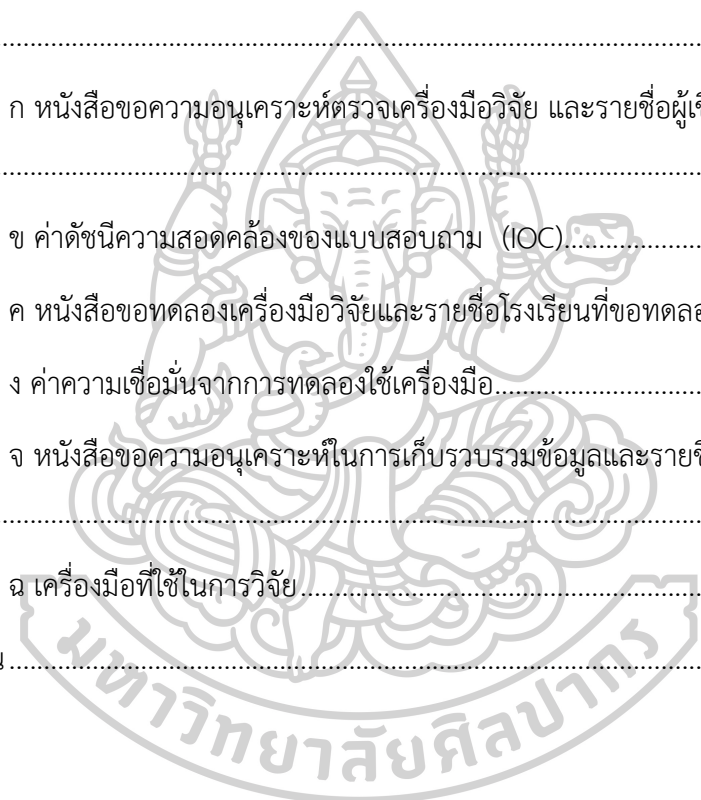 ................................................................................
ก หนังสือขอความอนุเคราะห์ตรวจเครื่องมือวิจัย และรายชื่อผู้เชี
................................................................................
ข ค่าดัชนีความสอดคล้องของแบบสอบถาม (IOC)....................
ค หนังสือขอทดลองเครื่องมือวิจัยและรายชื่อโรงเรียนที่ขอทดลอ
ง ค่าความเชื่อมั่นจากการทดลองใช้เครื่องมือ..............................
จ หนังสือขอความอนุเคราะห์ในการเก็บรวบรวมข้อมูลและรายชื่
................................................................................
ฉ เครื่องมือที่ใช้ในการวิจัย..................................................
น................................................................................
มหาวิทยาลัยศิลปากร